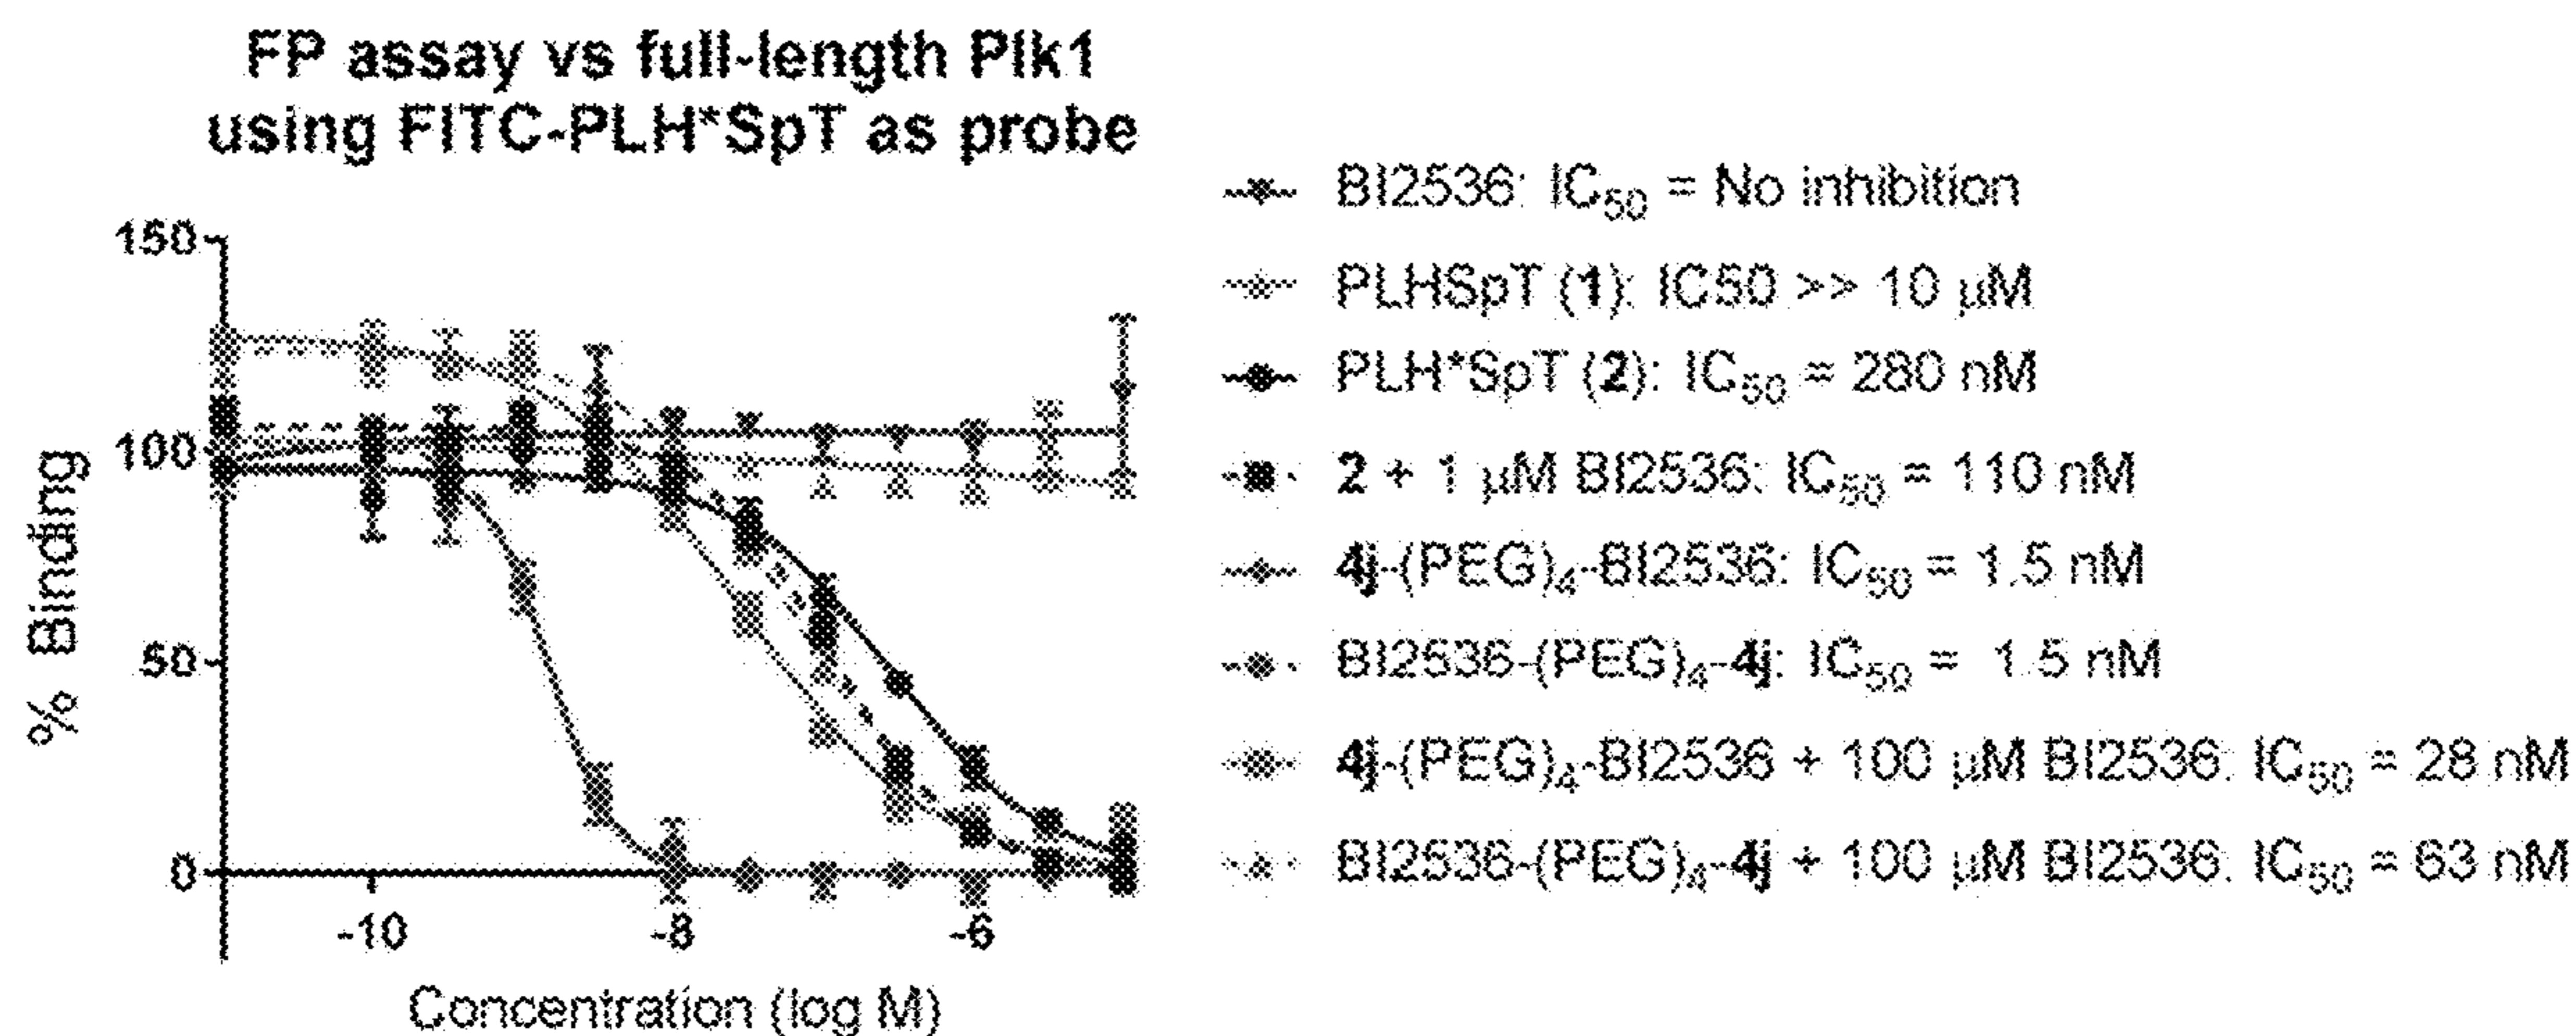 FP assay vs full-length Plk1
using FITC-PLH*SpT as probe
150
100
50
0
% Binding
-10
-8
-6
Concentration (log M)
BI2536: IC50 = No inhibition
PLHSpT (1): IC50 >> 10 µM
PLH*SpT (2): IC50 = 280 nM
2 + 1 µM BI2536: IC50 = 110 nM
4j-(PEG)4-BI2536: IC50 = 1.5 nM
BI2536-(PEG)4-4j: IC50 = 1.5 nM
4j-(PEG)4-BI2536 + 100 µM BI2536: IC50 = 28 nM
BI2536-(PEG)4-4j + 100 µM BI2536: IC50 = 63 nM